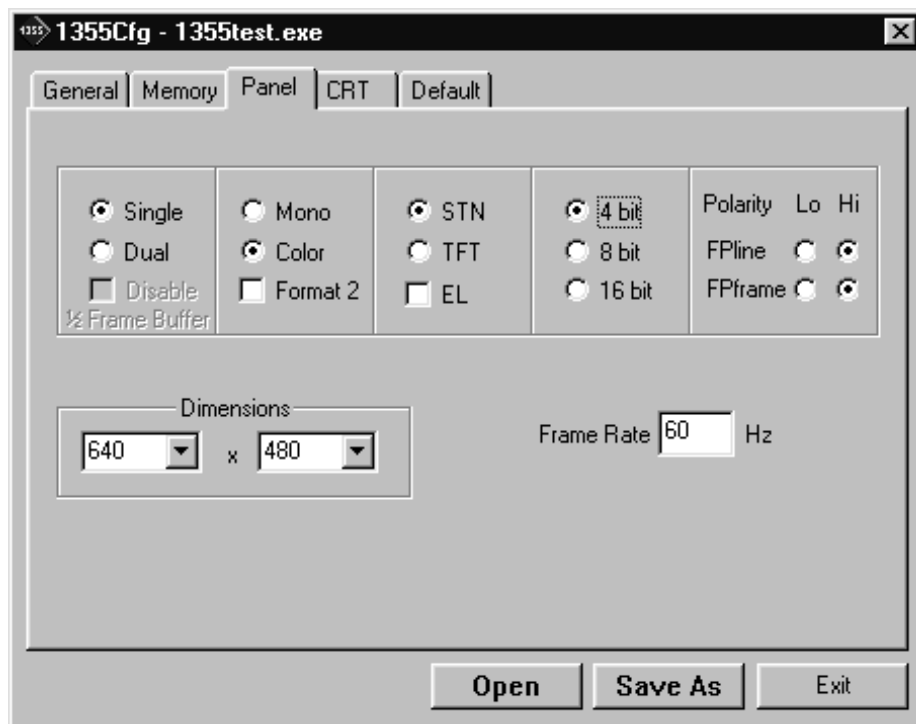 1355 1355Cfg - 1355test.exe
General Memory Panel CRT Default
Single Mono STN 4 bit Polarity Lo Hi
Dual Color TFT 8 bit FPline
Disable Format 2 EL 16 bit FPframe
½ Frame Buffer
Dimensions
640 x 480 Frame Rate 60 Hz
Open Save As Exit